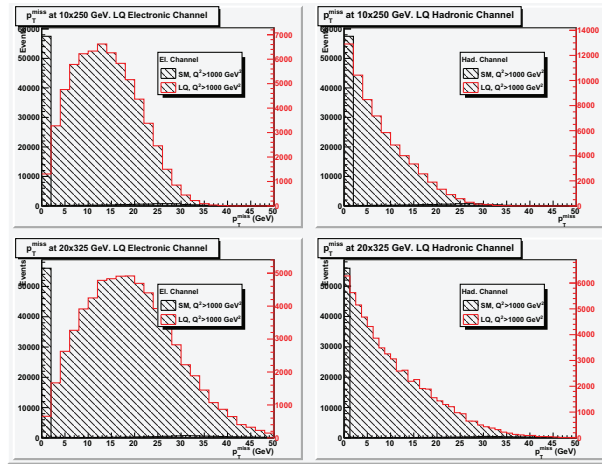 p_T^miss at 10x250 GeV. LQ Electronic Channel
Events
60000
50000
40000
30000
20000
10000
0
0 5 10 15 20 25 30 35 40 45 50
7000
6000
5000
4000
3000
2000
1000
0
El. Channel
SM, Q²>1000 GeV²
LQ, Q²>1000 GeV²
p_T^miss (GeV)
p_T^miss at 10x250 GeV. LQ Hadronic Channel
Events
60000
50000
40000
30000
20000
10000
0
0 5 10 15 20 25 30 35 40 45 50
14000
12000
10000
8000
6000
4000
2000
0
Had. Channel
SM, Q²>1000 GeV²
LQ, Q²>1000 GeV²
p_T^miss (GeV)
p_T^miss at 20x325 GeV. LQ Electronic Channel
Events
50000
40000
30000
20000
10000
0
0 5 10 15 20 25 30 35 40 45 50
5000
4000
3000
2000
1000
0
El. Channel
SM, Q²>1000 GeV²
LQ, Q²>1000 GeV²
p_T^miss (GeV)
p_T^miss at 20x325 GeV. LQ Hadronic Channel
Events
50000
40000
30000
20000
10000
0
0 5 10 15 20 25 30 35 40 45 50
6000
5000
4000
3000
2000
1000
0
Had. Channel
SM, Q²>1000 GeV²
LQ, Q²>1000 GeV²
p_T^miss (GeV)